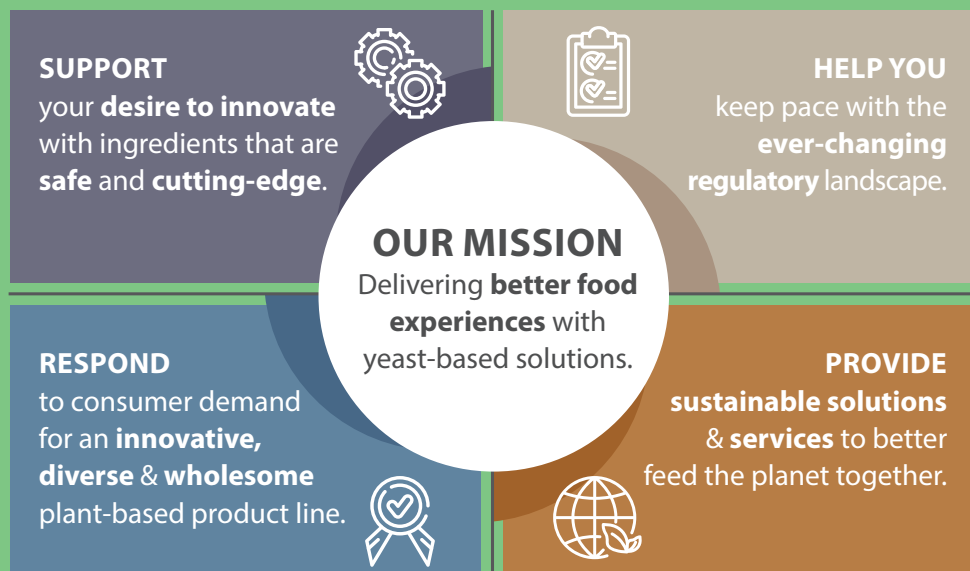 SUPPORT
your desire to innovate
with ingredients that are
safe and cutting-edge.
HELP YOU
keep pace with the
ever-changing
regulatory landscape.
OUR MISSION
Delivering better food
experiences with
yeast-based solutions.
RESPOND
to consumer demand
for an innovative,
diverse & wholesome
plant-based product line.
PROVIDE
sustainable solutions
& services to better
feed the planet together.